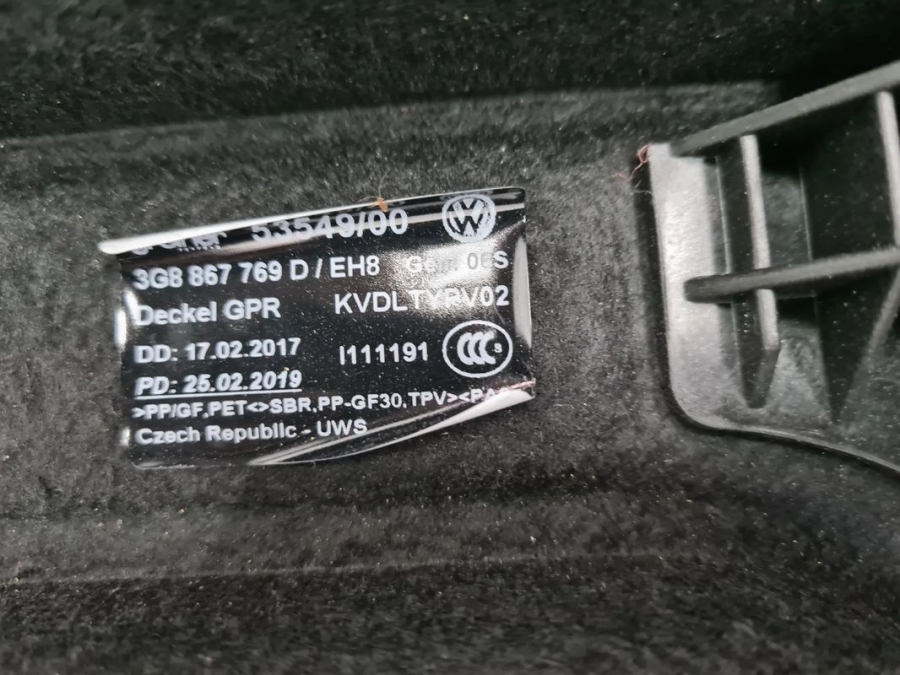 53549/00
3G8 867 769 D / EH8 06S
Deckel GPR KVDLTYPV02
DD: 17.02.2017 I111191
PD: 25.02.2019
>PP/GF,PET<>SBR,PP-GF30,TPV><
Czech Republic - UWS